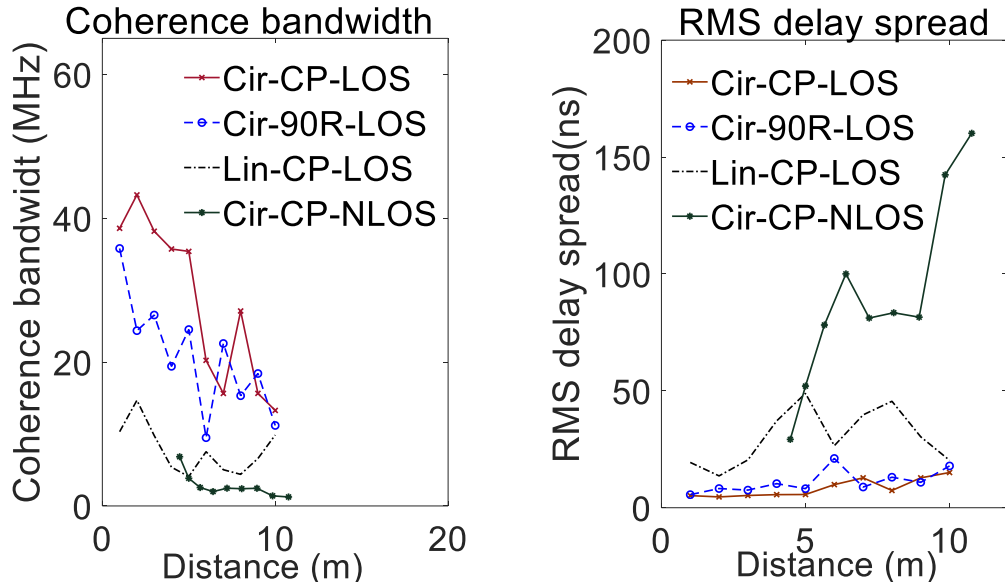 Coherence bandwidth
Coherence bandwidt (MHz)
60
40
20
0
Cir-CP-LOS
Cir-90R-LOS
Lin-CP-LOS
Cir-CP-NLOS
0
10
20
Distance (m)
RMS delay spread
RMS delay spread(ns)
200
150
100
50
0
Cir-CP-LOS
Cir-90R-LOS
Lin-CP-LOS
Cir-CP-NLOS
0
5
10
Distance (m)